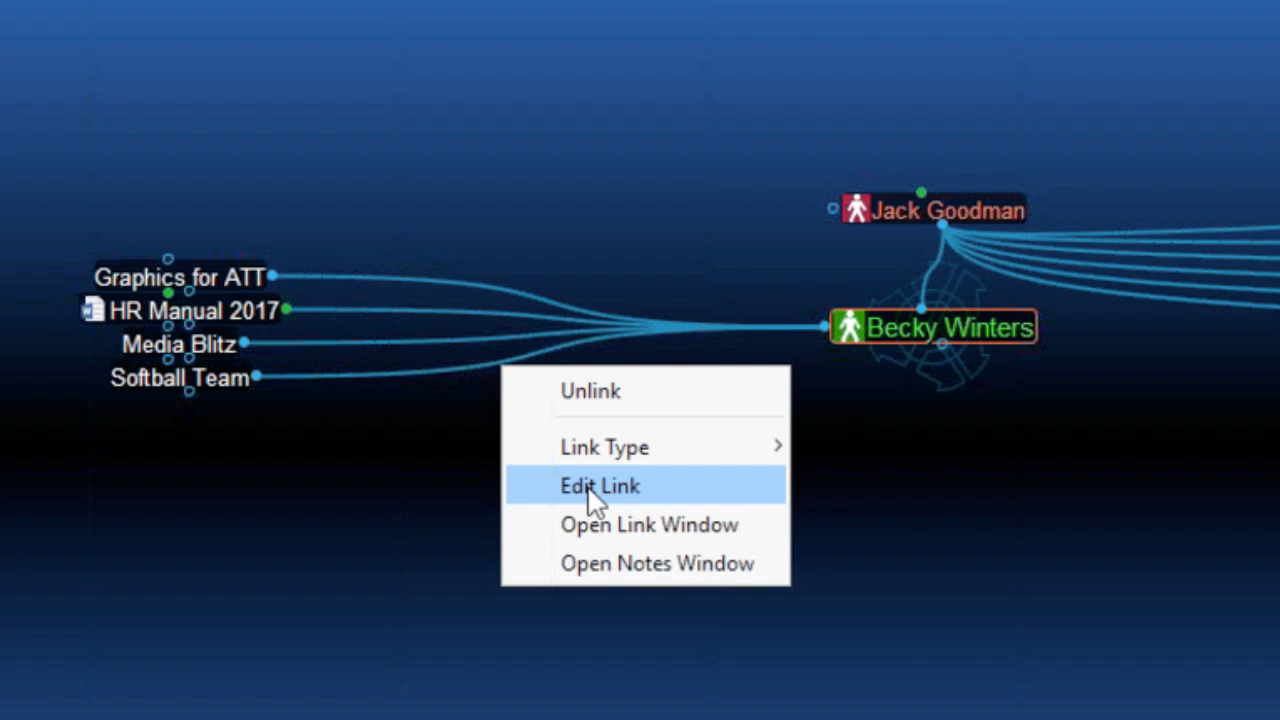 Jack Goodman
Graphics for ATT
HR Manual 2017
Becky Winters
Media Blitz
Softball Team
Unlink
Link Type
Edit Link
Open Link Window
Open Notes Window